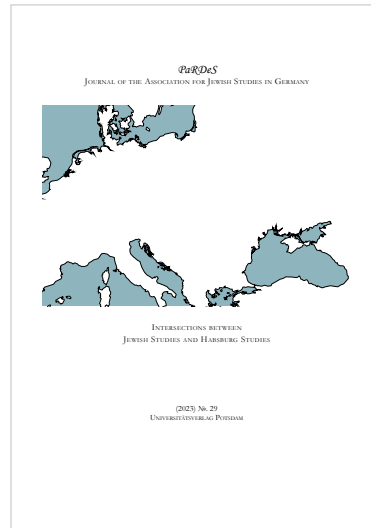 PaRDeS
Journal of the Association for Jewish Studies in Germany
Intersections between
Jewish Studies and Habsburg Studies
(2023) No. 29
Universitätsverlag Potsdam